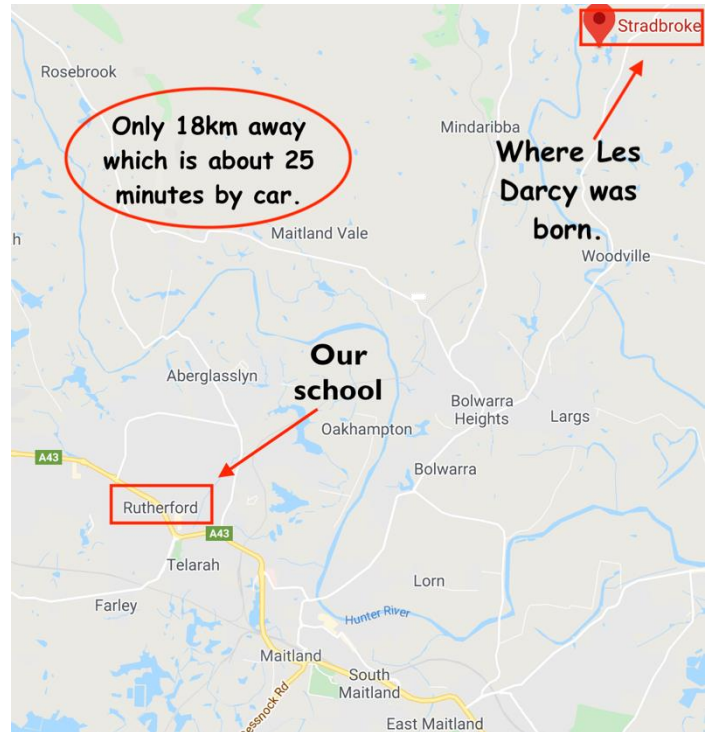 Stradbroke
Rosebrook
Only 18km away
which is about 25
minutes by car.
Mindaribba
Where Les
Darcy was
born.
h
Maitland Vale
Woodville
Our
school
Aberglasslyn
Bolwarra
Heights
Largs
Oakhampton
A43
Bolwarra
Rutherford
A43
Telarah
Lorn
Farley
Hunter River
Maitland
South
Maitland
essnock Rd
East Maitland